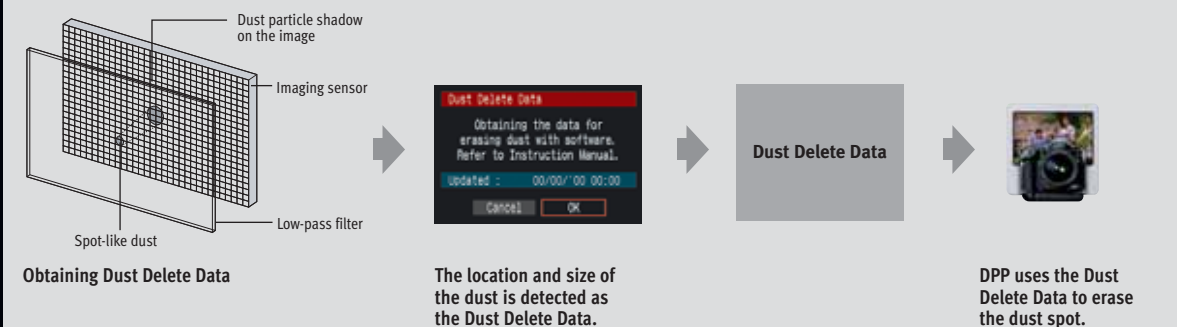 Dust particle shadow
on the image
Imaging sensor
Low-pass filter
Spot-like dust
Obtaining Dust Delete Data
Dust Delete Data
Obtaining the data for
erasing dust with software.
Refer to Instruction Manual.
Updated : 00/00/'00 00:00
Cancel OK
The location and size of
the dust is detected as
the Dust Delete Data.
Dust Delete Data
DPP uses the Dust
Delete Data to erase
the dust spot.